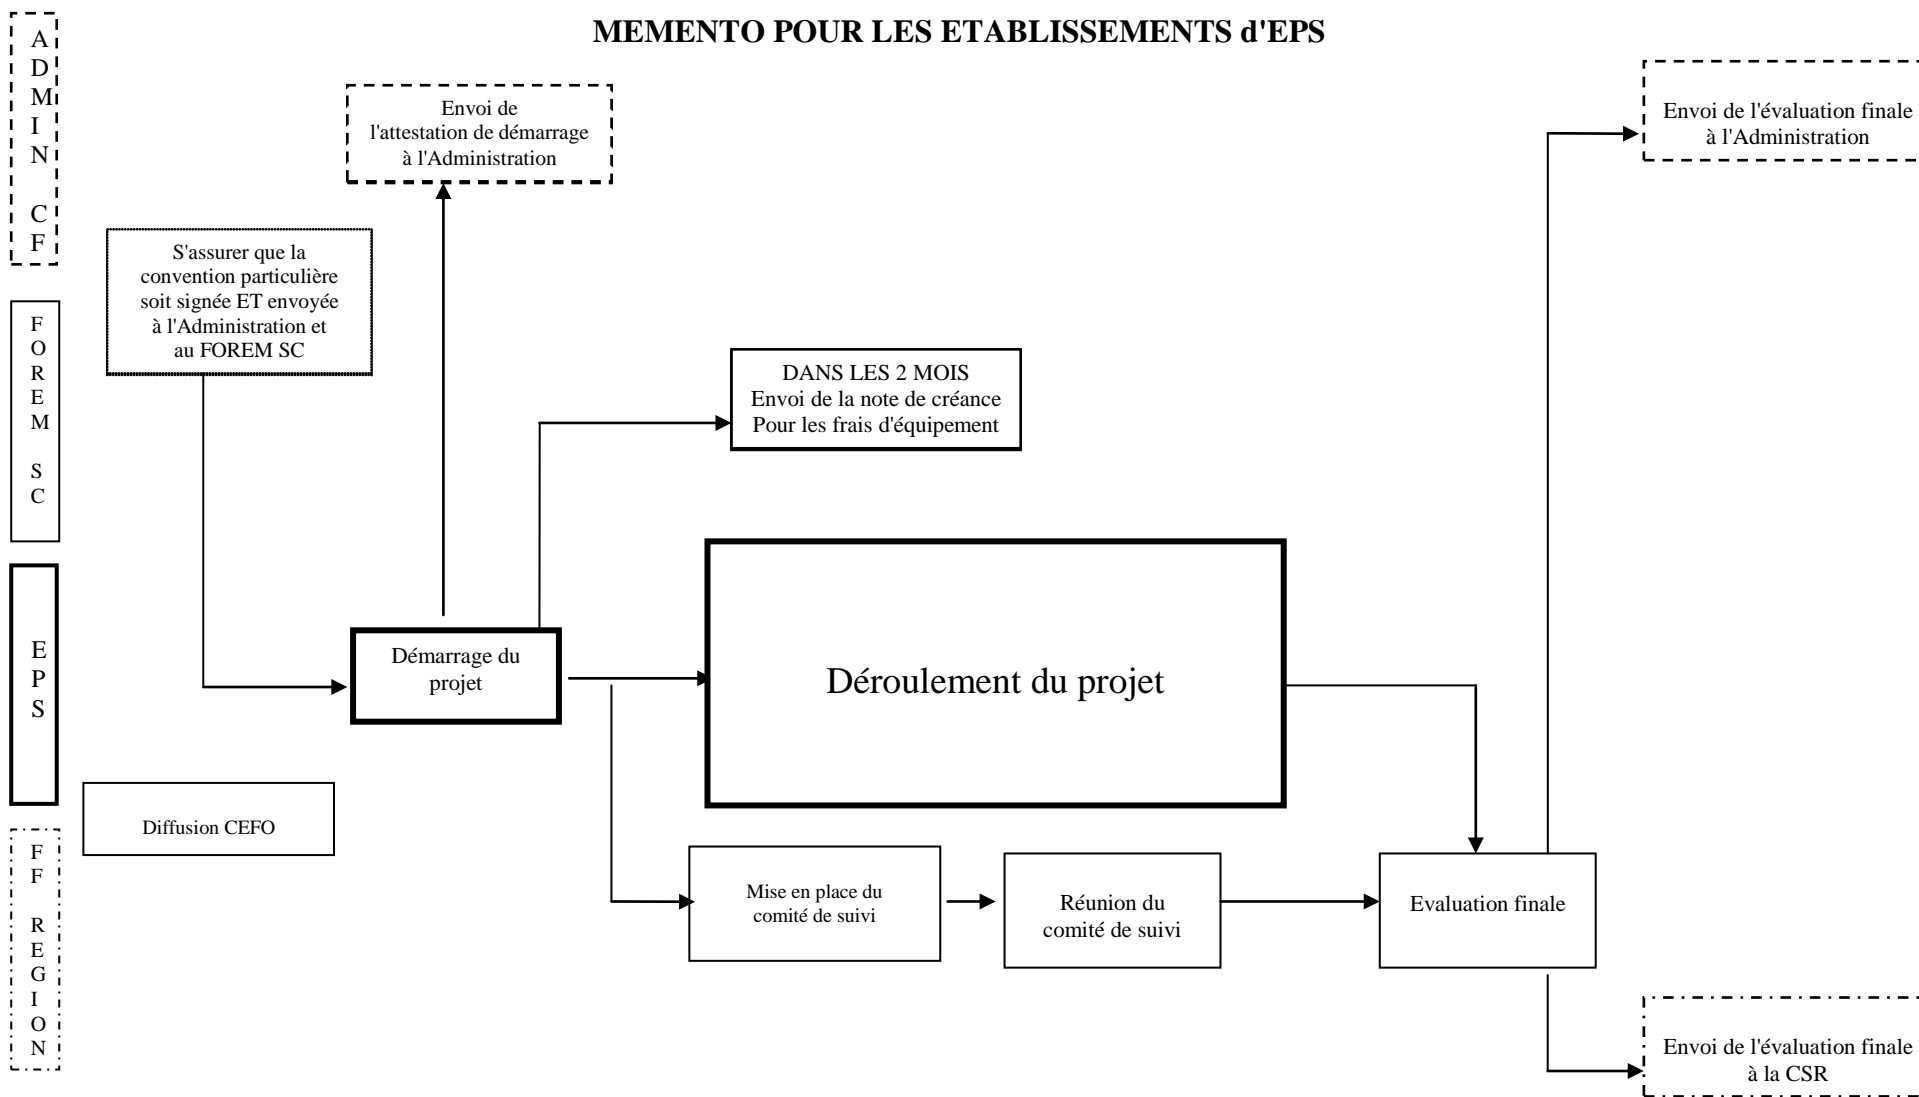 MEMENTO POUR LES ETABLISSEMENTS d'EPS
A
D
M
I
N
C
F
Envoi de
l'attestation de démarrage
à l'Administration
Envoi de l'évaluation finale
à l'Administration
S'assurer que la
convention particulière
soit signée ET envoyée
à l'Administration et
au FOREM SC
F
O
R
E
M
S
C
DANS LES 2 MOIS
Envoi de la note de créance
Pour les frais d'équipement
E
P
S
Démarrage du
projet
Déroulement du projet
Diffusion CEFO
F
F
R
E
G
I
O
N
Mise en place du
comité de suivi
Réunion du
comité de suivi
Evaluation finale
Envoi de l'évaluation finale
à la CSR